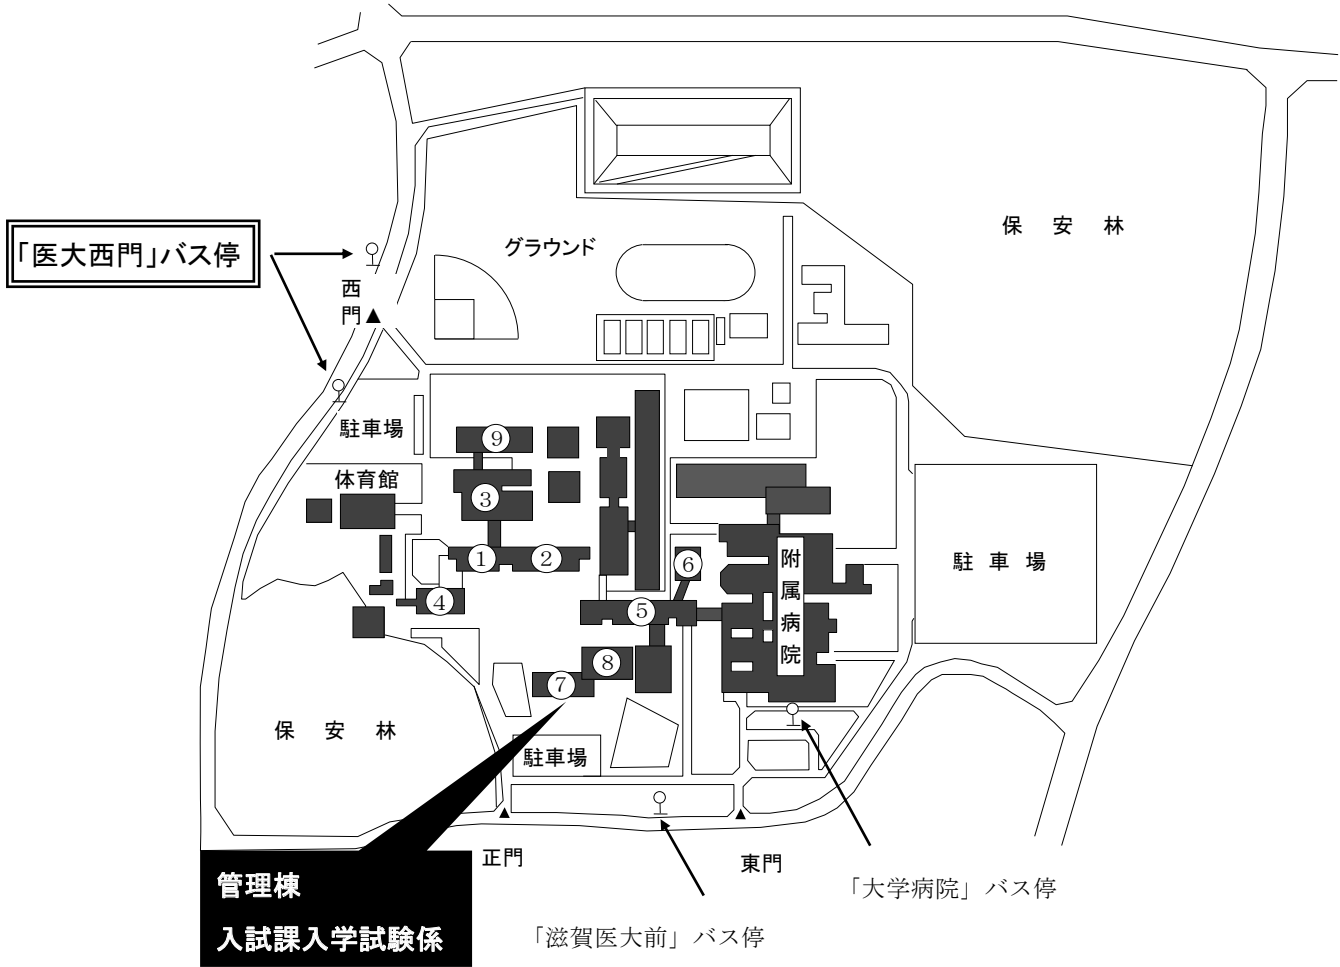 保 安 林
「医大西門」バス停
グラウンド
西
門
駐車場
体育館
⑨
③
①
②
④
⑥
⑤
⑧
⑦
附
属
病
院
駐 車 場
保 安 林
駐車場
正門
東門
管理棟
入試課入学試験係
「大学病院」バス停
「滋賀医大前」バス停